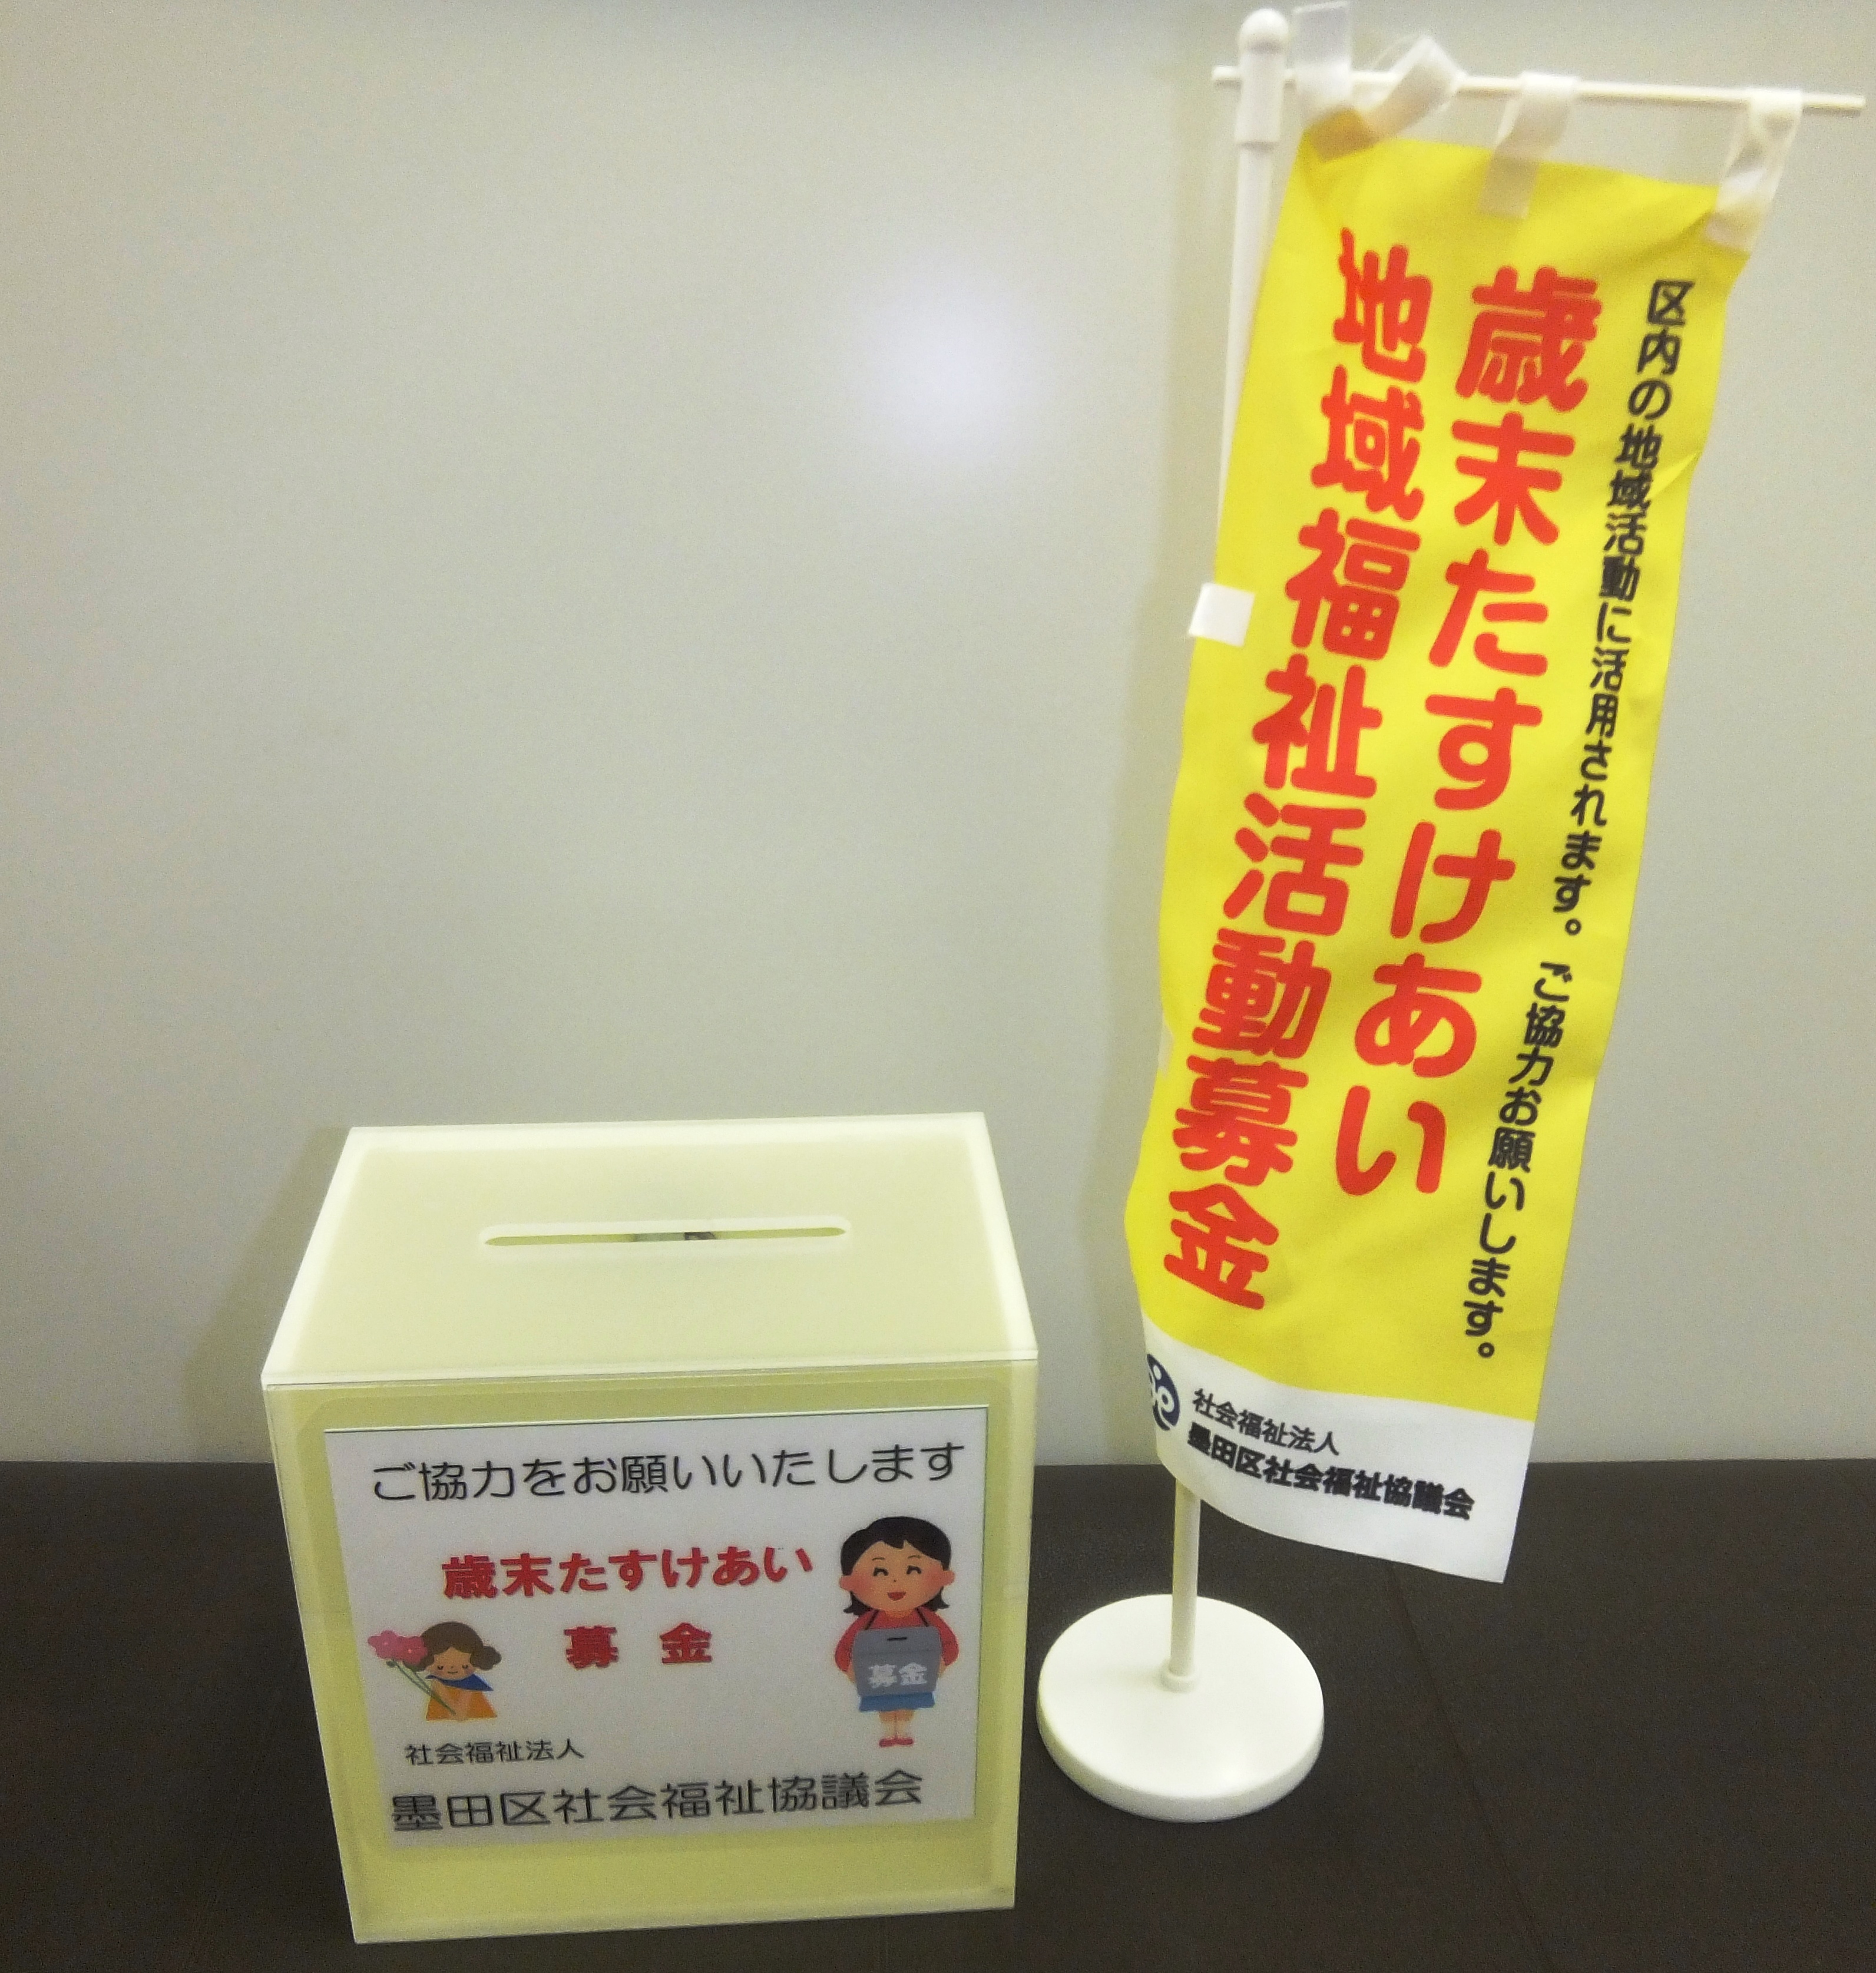 ご協力をお願いいたします
歳末たすけあい
募 金
募金
社会福祉法人
墨田区社会福祉協議会
区内の地域活動に活用されます。ご協力お願いします。
歳末たすけあい
地域福祉活動募金
社会福祉法人
墨田区社会福祉協議会